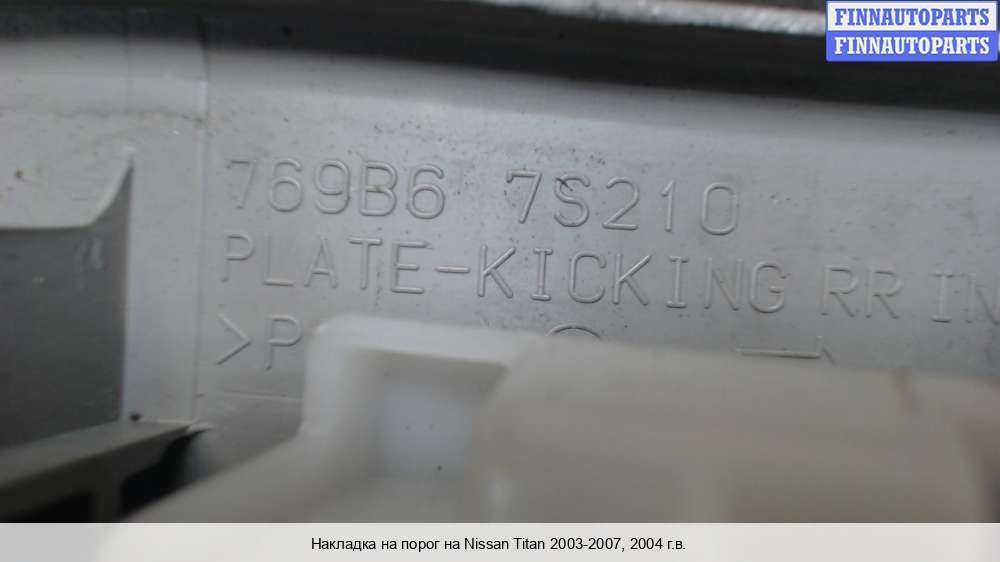 FINNAUTOPARTS
FINNAUTOPARTS
769B6 7S210
PLATE-KICKING RR IN
>P
Накладка на порог на Nissan Titan 2003-2007, 2004 г.в.